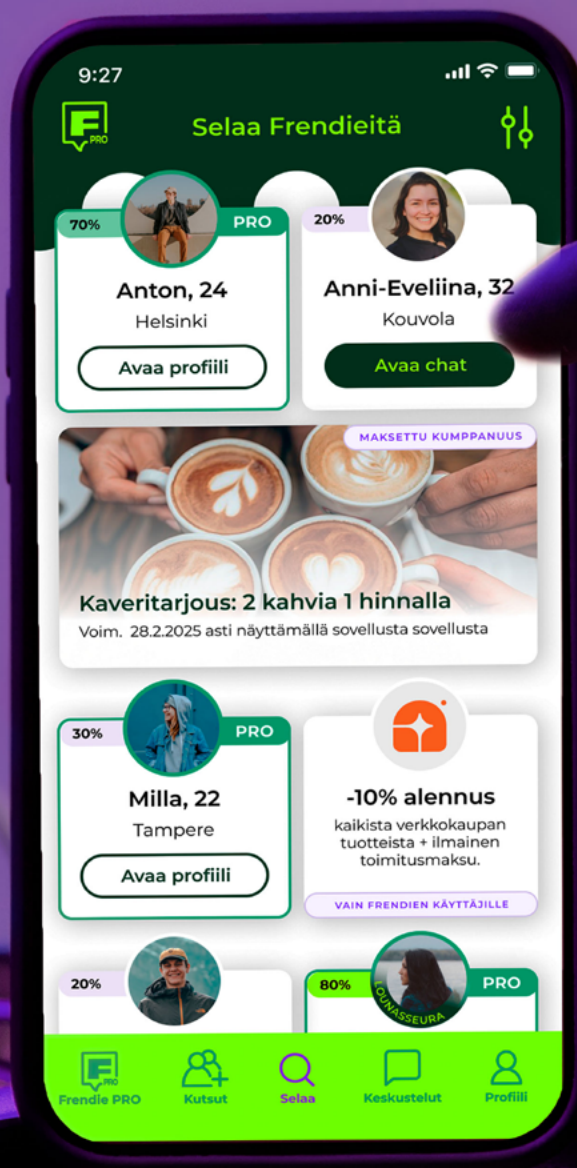 9:27
F PRO
Selaa Frendieitä
70%
PRO
Anton, 24
Helsinki
Avaa profiili
20%
Anni-Eveliina, 32
Kouvola
Avaa chat
MAKSETTU KUMPPANUUS
Kaveritarjous: 2 kahvia 1 hinnalla
Voim. 28.2.2025 asti näyttämällä sovellusta sovellusta
30%
PRO
Milla, 22
Tampere
Avaa profiili
-10% alennus
kaikista verkkokaupan
tuotteista + ilmainen
toimitusmaksu.
VAIN FRENDIEN KÄYTTÄJILLE
20%
80%
LOUNASSEURA
PRO
F PRO
Frendie PRO
Kutsut
Selaa
Keskustelut
Profiili